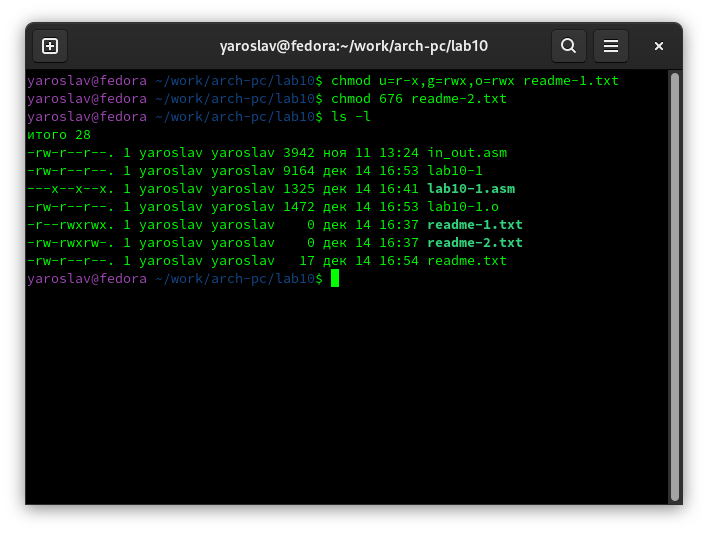 yaroslav@fedora:~/work/arch-pc/lab10
yaroslav@fedora ~/work/arch-pc/lab10$ chmod u=r-x,g=rwx,o=rwx readme-1.txt
yaroslav@fedora ~/work/arch-pc/lab10$ chmod 676 readme-2.txt
yaroslav@fedora ~/work/arch-pc/lab10$ ls -l
итого 28
-rw-r--r--. 1 yaroslav yaroslav 3942 ноя 11 13:24 in_out.asm
-rw-r--r--. 1 yaroslav yaroslav 9164 дек 14 16:53 lab10-1
---x--x--x. 1 yaroslav yaroslav 1325 дек 14 16:41 lab10-1.asm
-rw-r--r--. 1 yaroslav yaroslav 1472 дек 14 16:53 lab10-1.o
-r--rwxrwx. 1 yaroslav yaroslav    0 дек 14 16:37 readme-1.txt
-rw-rwxrw-. 1 yaroslav yaroslav    0 дек 14 16:37 readme-2.txt
-rw-r--r--. 1 yaroslav yaroslav   17 дек 14 16:54 readme.txt
yaroslav@fedora ~/work/arch-pc/lab10$